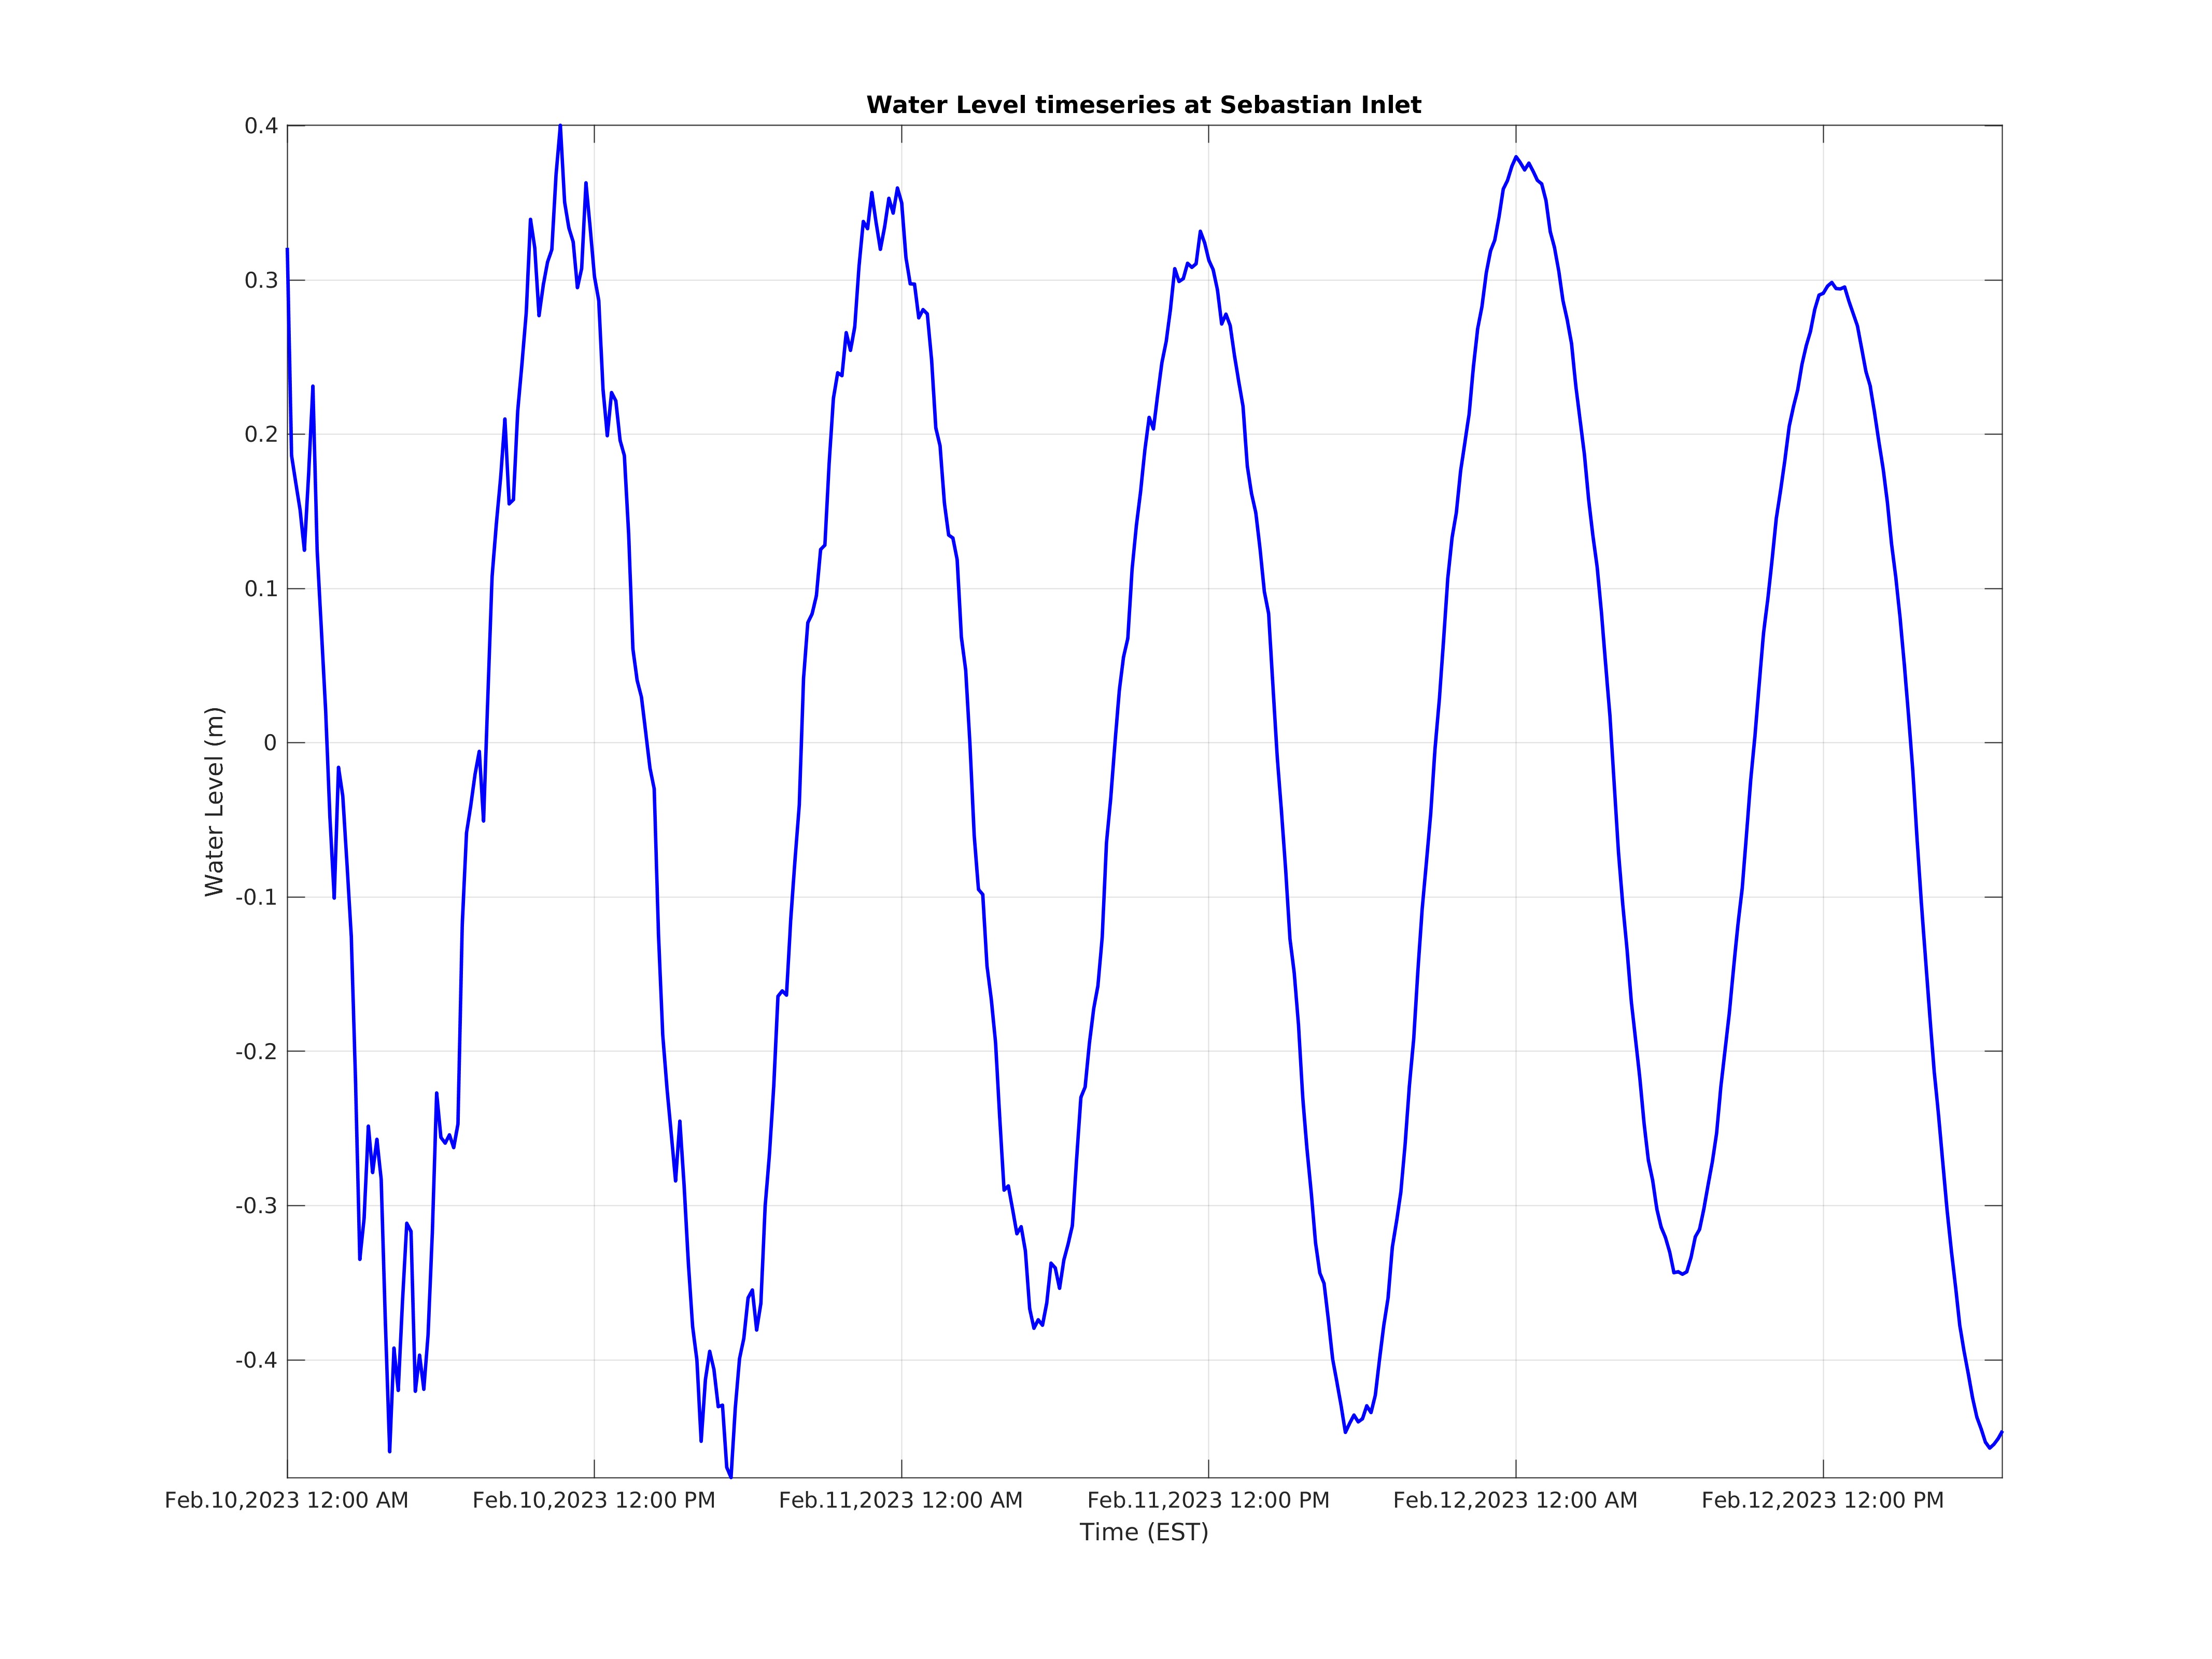 Water Level timeseries at Sebastian Inlet
0.4
0.3
0.2
0.1
0
-0.1
-0.2
-0.3
-0.4
Water Level (m)
Feb.10,2023 12:00 AM Feb.10,2023 12:00 PM Feb.11,2023 12:00 AM Feb.11,2023 12:00 PM Feb.12,2023 12:00 AM Feb.12,2023 12:00 PM
Time (EST)